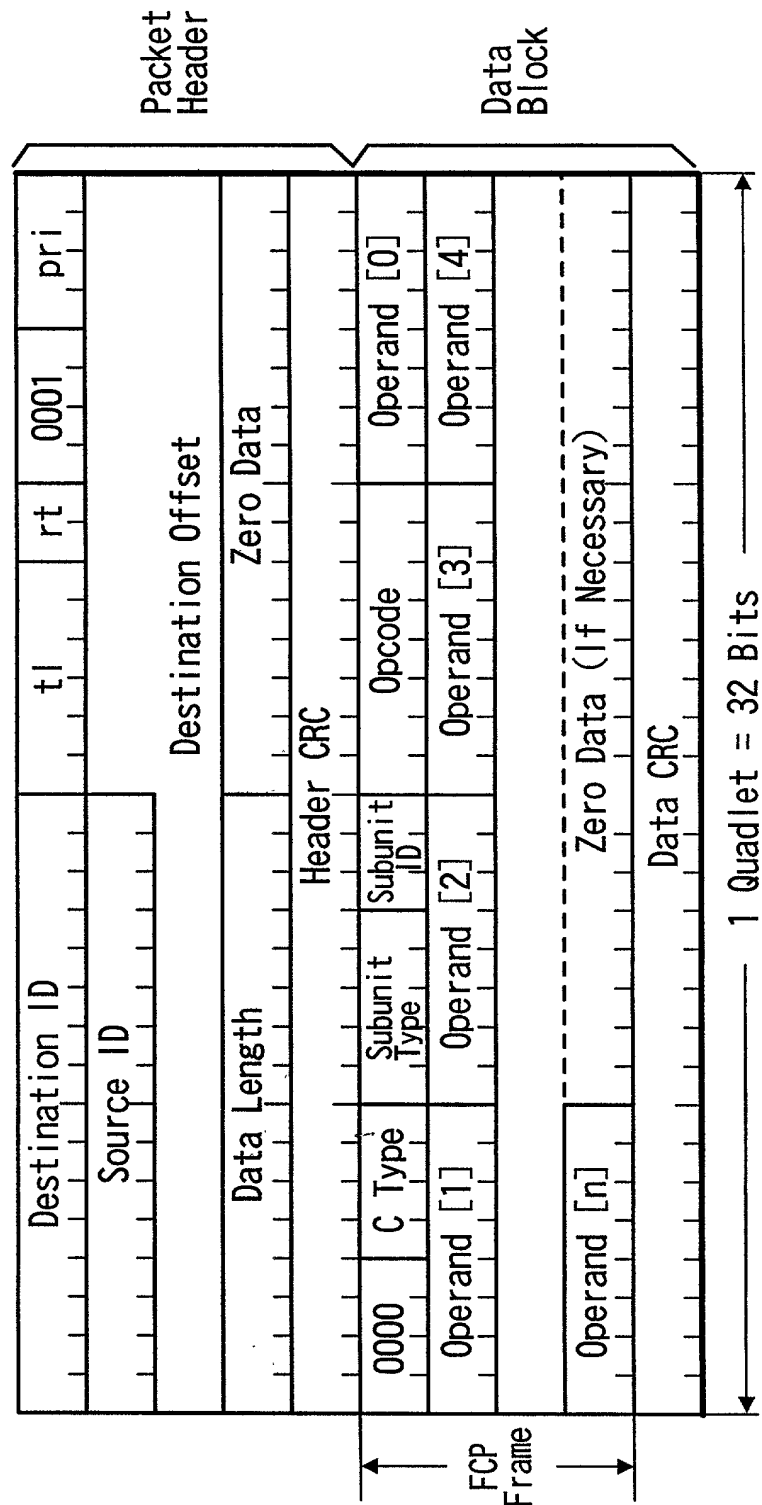 Destination ID tl rt 0001 pri
Source ID
Destination Offset
Data Length Zero Data
Header CRC
Packet
Header
0000 C Type Subunit
Type Subunit
ID Opcode Operand [0]
Operand [1] Operand [2] Operand [3] Operand [4]
Operand [n] Zero Data (If Necessary)
Data CRC
FCP
Frame
Data
Block
1 Quadlet = 32 Bits